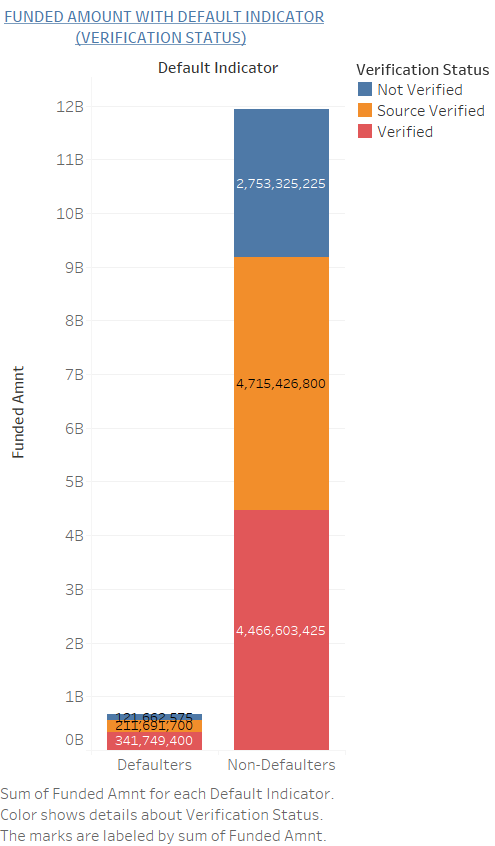 FUNDED AMOUNT WITH DEFAULT INDICATOR
(VERIFICATION STATUS)
Default Indicator
Verification Status
Not Verified
Source Verified
Verified
12B
11B
10B
9B
8B
7B
6B
5B
4B
3B
2B
1B
0B
Funded Amnt
2,753,325,225
4,715,426,800
4,466,603,425
121,662,575
211,691,700
341,749,400
Defaulters
Non-Defaulters
Sum of Funded Amnt for each Default Indicator.
Color shows details about Verification Status.
The marks are labeled by sum of Funded Amnt.